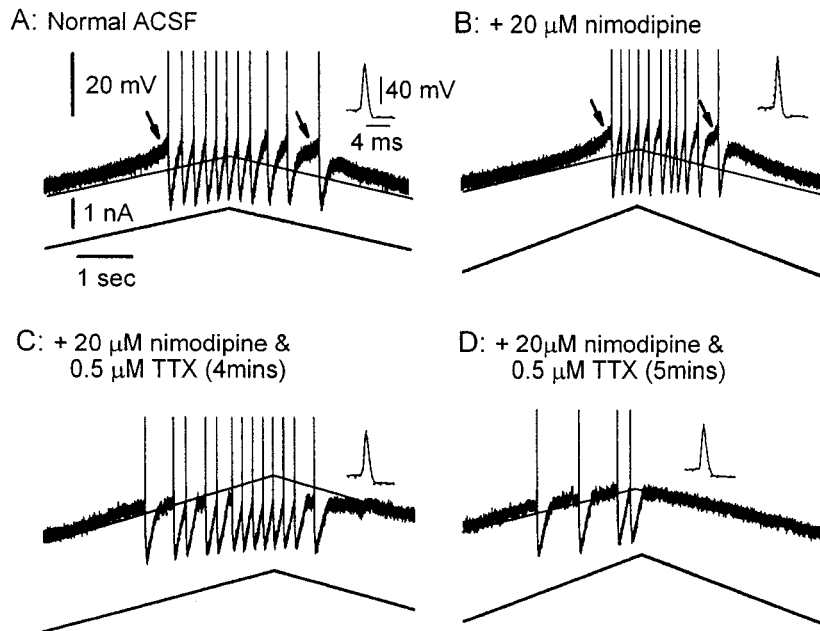 A: Normal ACSF
20 mV
40 mV
4 ms
1 nA
1 sec
B: + 20 μM nimodipine
C: + 20 μM nimodipine &
0.5 μM TTX (4mins)
D: + 20μM nimodipine &
0.5 μM TTX (5mins)